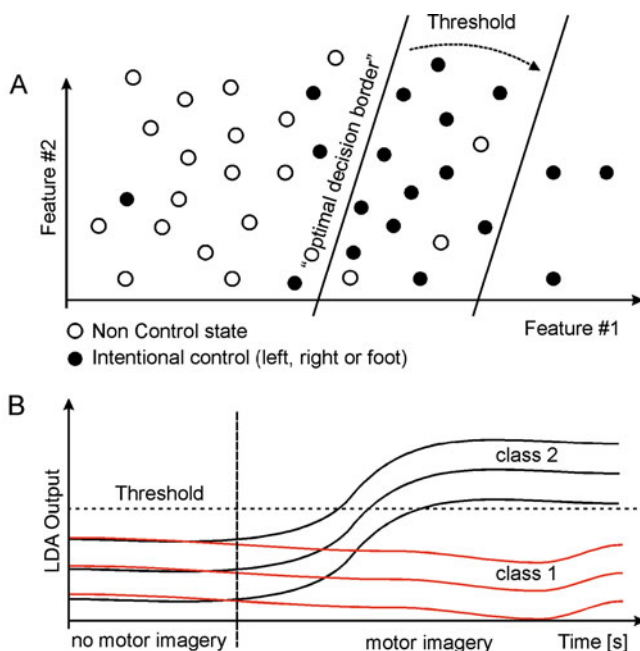 Threshold
A
Feature #2
"Optimal decision border"
Feature #1
Non Control state
Intentional control (left, right or foot)
B
LDA Output
Threshold
class 2
class 1
no motor imagery
motor imagery
Time [s]